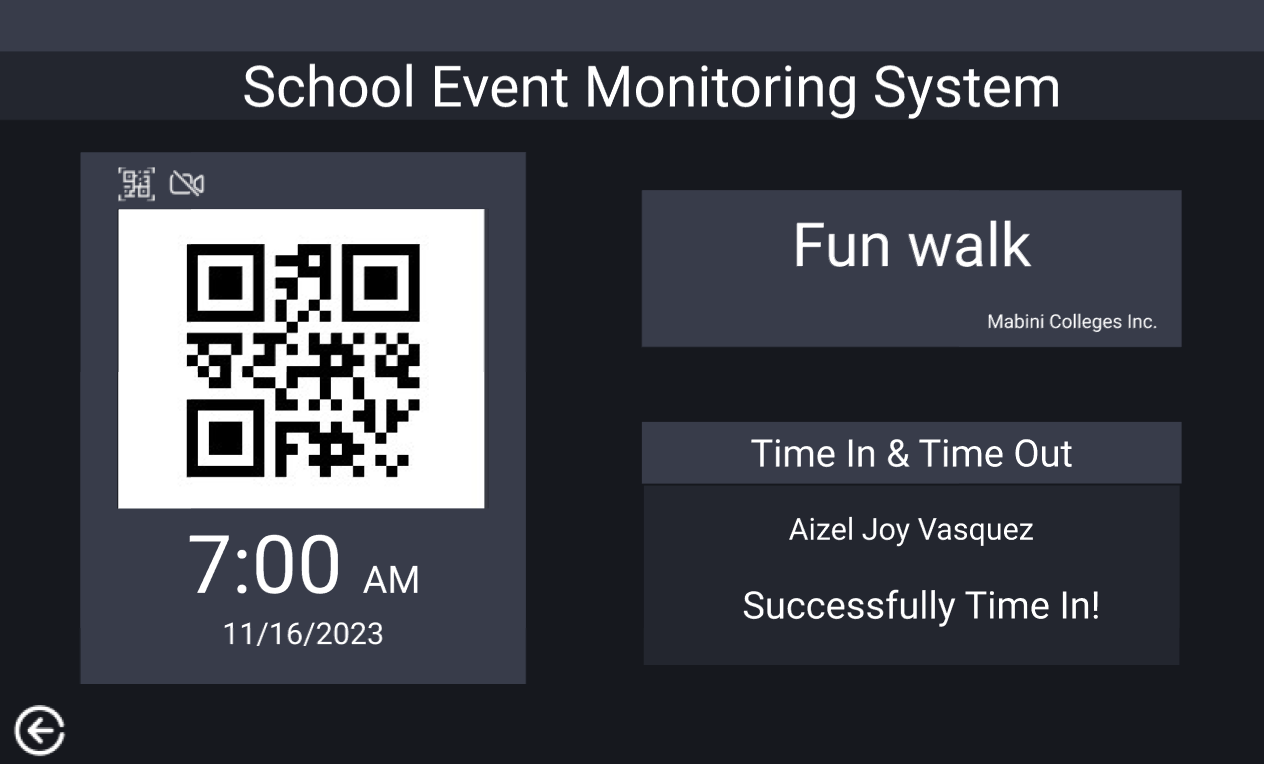 School Event Monitoring System
7:00 AM
11/16/2023
Fun walk
Mabini Colleges Inc.
Time In & Time Out
Aizel Joy Vasquez
Successfully Time In!